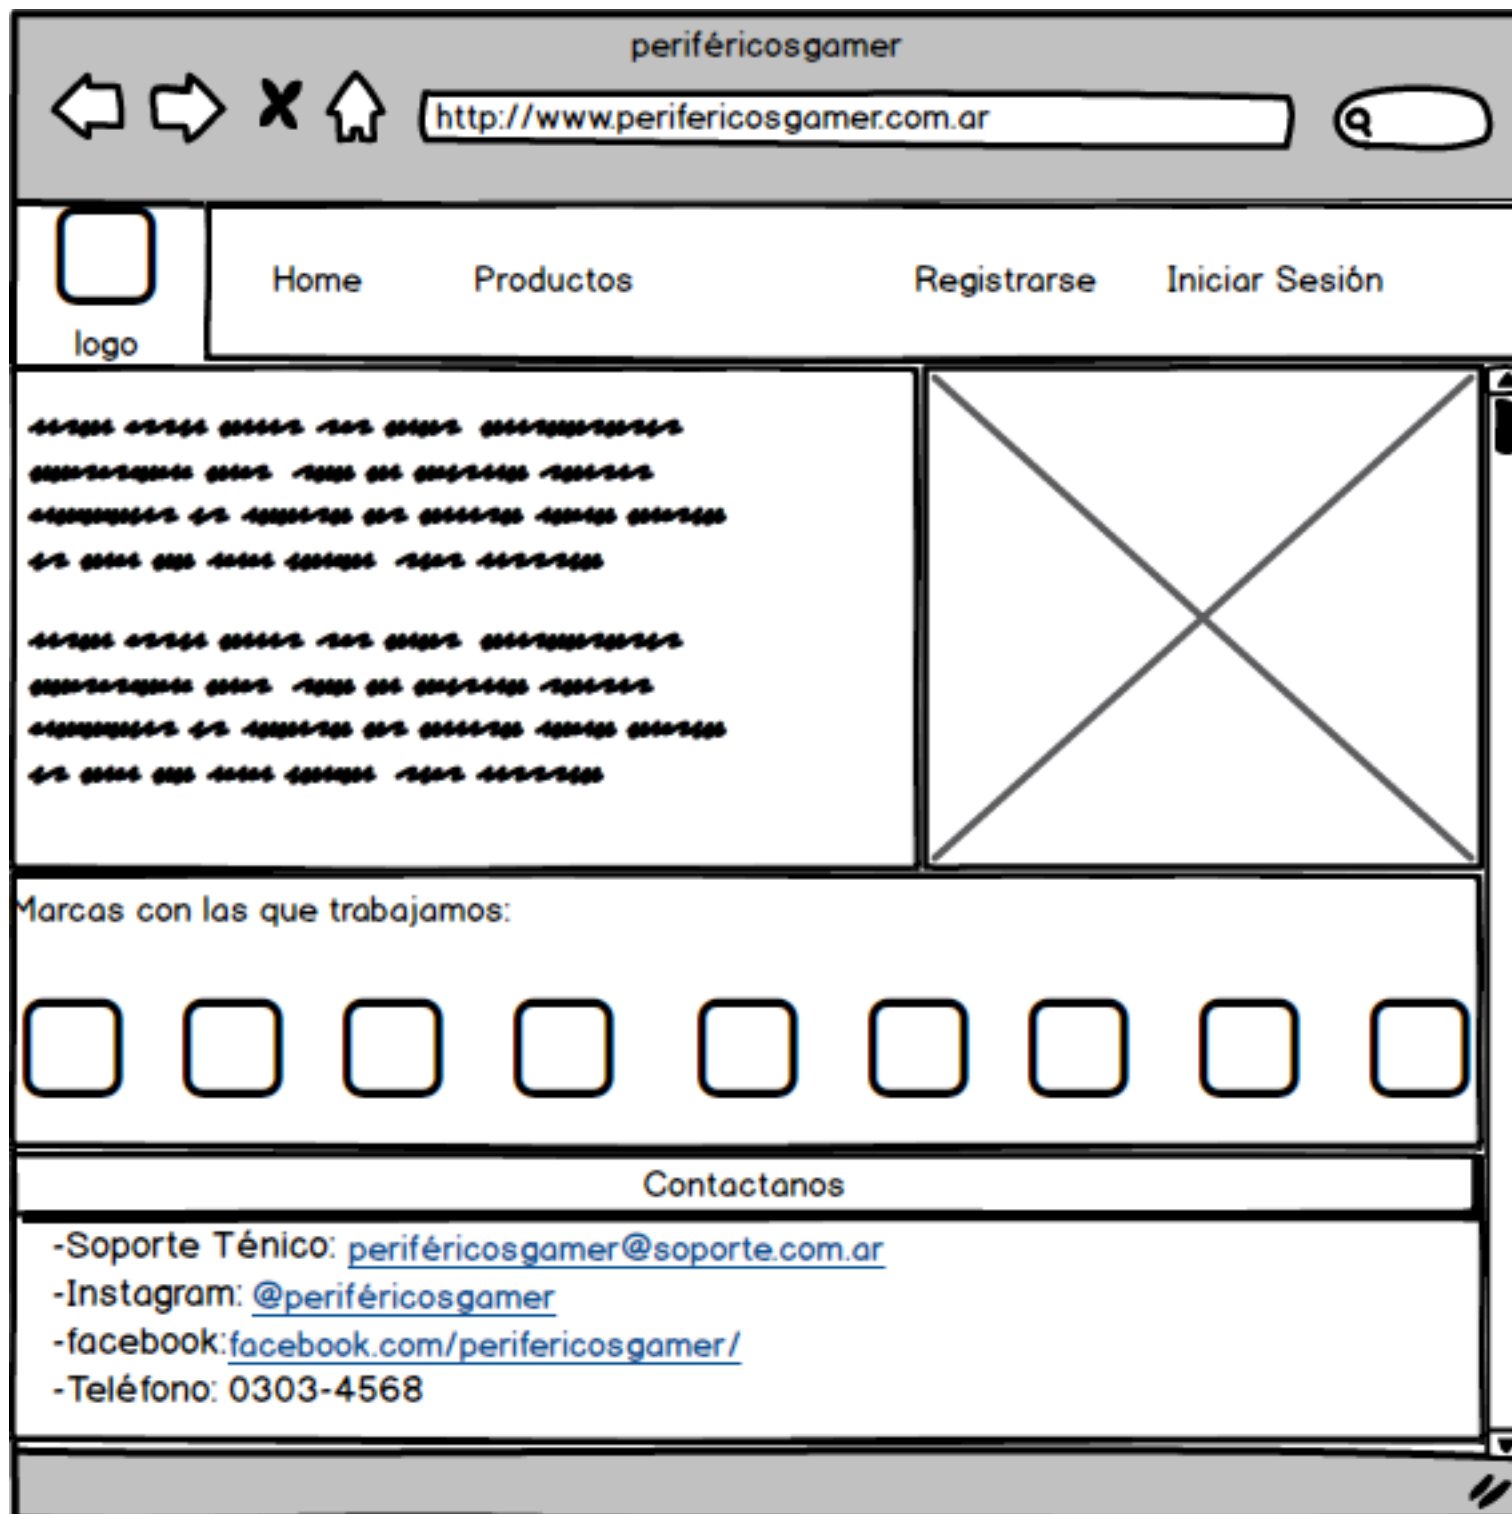 periféricosgamer
http://www.perifericosgamer.com.ar
Home Productos Registrarse Iniciar Sesión
logo
Marcas con las que trabajamos:
Contactanos
-Soporte Ténico: periféricosgamer@soporte.com.ar
-Instagram: @periféricosgamer
-facebook:facebook.com/perifericosgamer/
-Teléfono: 0303-4568